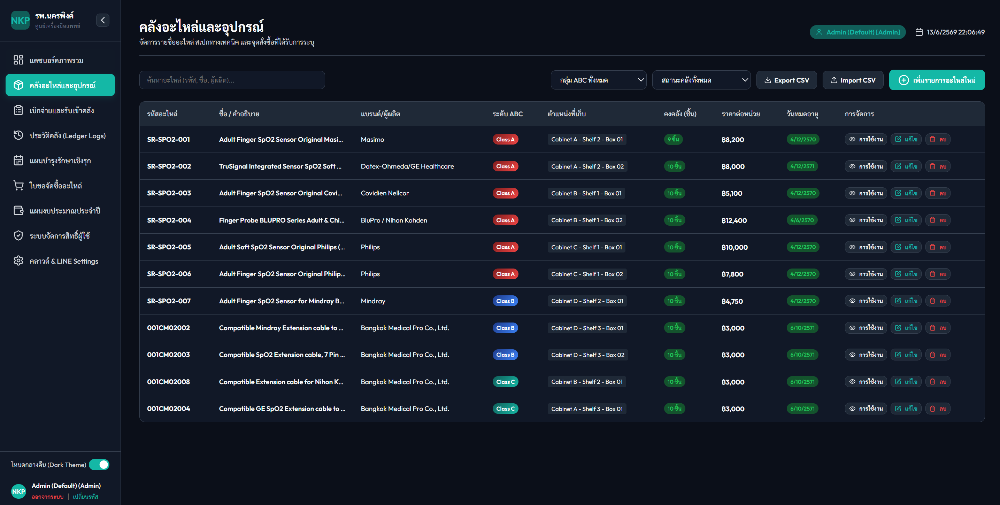 NKP
รพ.นครพิงค์
ศูนย์เครื่องมือแพทย์
แดชบอร์ดภาพรวม
คลังอะไหล่และอุปกรณ์
เบิกจ่ายและรับเข้าคลัง
ประวัติคลัง (Ledger Logs)
แผนบำรุงรักษาเชิงรุก
ใบขอจัดซื้ออะไหล่
แผนงบประมาณประจำปี
ระบบจัดการสิทธิ์ผู้ใช้
คลาวด์ & LINE Settings
โหมดกลางคืน (Dark Theme)
NKP
Admin (Default) (Admin)
ออกจากระบบ | เปลี่ยนรหัส
คลังอะไหล่และอุปกรณ์
จัดการรายชื่ออะไหล่ สเปกทางเทคนิค และจุดสั่งซื้อที่ได้รับการระบุ
Admin (Default) [Admin] 13/6/2569 22:06:49
ค้นหาอะไหล่ (รหัส, ชื่อ, ผู้ผลิต)... กลุ่ม ABC ทั้งหมด สถานะคลังทั้งหมด Export CSV Import CSV เพิ่มรายการอะไหล่ใหม่
รหัสอะไหล่ ชื่อ / คำอธิบาย แบรนด์/ผู้ผลิต ระดับ ABC ตำแหน่งที่เก็บ คงคลัง (ชิ้น) ราคาต่อหน่วย วันหมดอายุ การจัดการ
SR-SPO2-001 Adult Finger SpO2 Sensor Original Masi... Masimo Class A Cabinet A - Shelf 2 - Box 01 9 ชิ้น ฿8,200 4/12/2570 การใช้งาน แก้ไข ลบ
SR-SPO2-002 TruSignal Integrated Sensor SpO2 Soft ... Datex-Ohmeda/GE Healthcare Class A Cabinet A - Shelf 2 - Box 02 10 ชิ้น ฿8,000 4/12/2571 การใช้งาน แก้ไข ลบ
SR-SPO2-003 Adult Finger SpO2 Sensor Original Covi... Covidien Nellcor Class A Cabinet B - Shelf 1 - Box 01 10 ชิ้น ฿5,100 4/12/2570 การใช้งาน แก้ไข ลบ
SR-SPO2-004 Finger Probe BLUPRO Series Adult & Chi... BluPro / Nihon Kohden Class A Cabinet B - Shelf 1 - Box 02 10 ชิ้น ฿12,400 4/6/2570 การใช้งาน แก้ไข ลบ
SR-SPO2-005 Adult Soft SpO2 Sensor Original Philips (... Philips Class A Cabinet C - Shelf 1 - Box 01 10 ชิ้น ฿10,000 4/12/2570 การใช้งาน แก้ไข ลบ
SR-SPO2-006 Adult Finger SpO2 Sensor Original Philip... Philips Class A Cabinet C - Shelf 1 - Box 02 10 ชิ้น ฿7,800 4/12/2570 การใช้งาน แก้ไข ลบ
SR-SPO2-007 Adult Finger SpO2 Sensor for Mindray B... Mindray Class B Cabinet D - Shelf 2 - Box 01 10 ชิ้น ฿4,750 4/12/2570 การใช้งาน แก้ไข ลบ
001CM02002 Compatible Mindray Extension cable to ... Bangkok Medical Pro Co., Ltd. Class B Cabinet D - Shelf 3 - Box 01 10 ชิ้น ฿3,000 6/10/2571 การใช้งาน แก้ไข ลบ
001CM02003 Compatible SpO2 Extension cable, 7 Pin ... Bangkok Medical Pro Co., Ltd. Class B Cabinet D - Shelf 3 - Box 02 10 ชิ้น ฿3,000 6/10/2571 การใช้งาน แก้ไข ลบ
001CM02008 Compatible Extension cable for Nihon K... Bangkok Medical Pro Co., Ltd. Class C Cabinet B - Shelf 2 - Box 01 10 ชิ้น ฿3,000 6/10/2571 การใช้งาน แก้ไข ลบ
001CM02004 Compatible GE SpO2 Extension cable to ... Bangkok Medical Pro Co., Ltd. Class C Cabinet A - Shelf 3 - Box 01 10 ชิ้น ฿3,000 6/10/2571 การใช้งาน แก้ไข ลบ